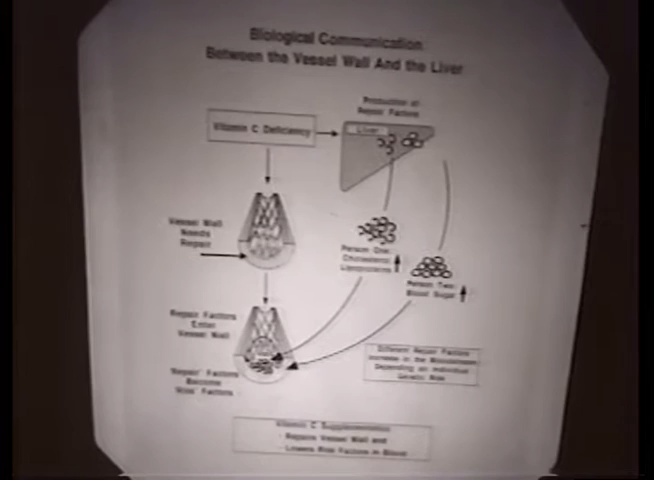 Biological Communication
Between the Vessel Wall And the Liver
Production of
Repair Factors
Vitamin C Deficiency
Liver
Vessel Wall
Needs
Repair
Person One:
Cholesterol
Lipoproteins
Person Two:
Blood Sugar
Repair Factors
Enter
Vessel Wall
Different Repair Factors
Increase in the Bloodstream
Depending on Individual
Genetic Risk
'Repair' Factors
Become
'Risk' Factors
Vitamin C Supplementation
- Repairs Vessel Wall and
- Lowers Risk Factors in Blood